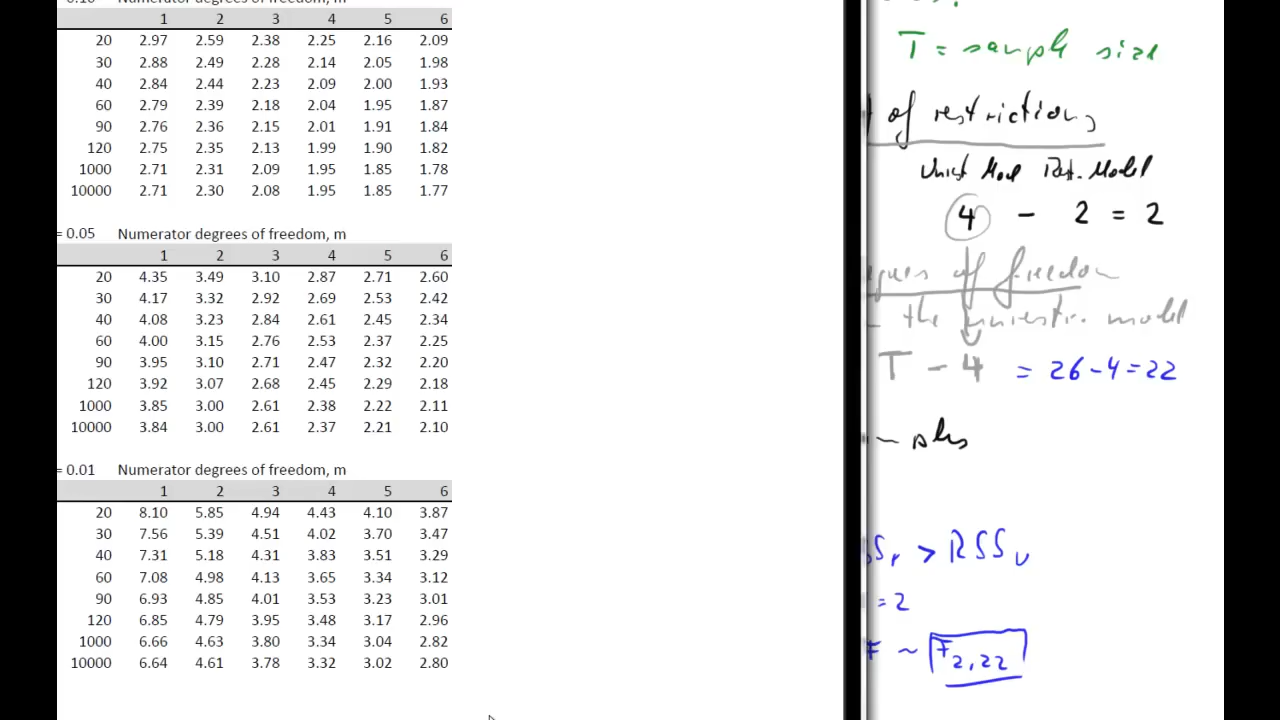 Numerator degrees of freedom, m
1 2 3 4 5 6
20 2.97 2.59 2.38 2.25 2.16 2.09
30 2.88 2.49 2.28 2.14 2.05 1.98
40 2.84 2.44 2.23 2.09 2.00 1.93
60 2.79 2.39 2.18 2.04 1.95 1.87
90 2.76 2.36 2.15 2.01 1.91 1.84
120 2.75 2.35 2.13 1.99 1.90 1.82
1000 2.71 2.31 2.09 1.95 1.85 1.78
10000 2.71 2.30 2.08 1.95 1.85 1.77
= 0.05 Numerator degrees of freedom, m
1 2 3 4 5 6
20 4.35 3.49 3.10 2.87 2.71 2.60
30 4.17 3.32 2.92 2.69 2.53 2.42
40 4.08 3.23 2.84 2.61 2.45 2.34
60 4.00 3.15 2.76 2.53 2.37 2.25
90 3.95 3.10 2.71 2.47 2.32 2.20
120 3.92 3.07 2.68 2.45 2.29 2.18
1000 3.85 3.00 2.61 2.38 2.22 2.11
10000 3.84 3.00 2.61 2.37 2.21 2.10
= 0.01 Numerator degrees of freedom, m
1 2 3 4 5 6
20 8.10 5.85 4.94 4.43 4.10 3.87
30 7.56 5.39 4.51 4.02 3.70 3.47
40 7.31 5.18 4.31 3.83 3.51 3.29
60 7.08 4.98 4.13 3.65 3.34 3.12
90 6.93 4.85 4.01 3.53 3.23 3.01
120 6.85 4.79 3.95 3.48 3.17 2.96
1000 6.66 4.63 3.80 3.34 3.04 2.82
10000 6.64 4.61 3.78 3.32 3.02 2.80
T = sample size
of restrictions
Unrest Mod Rest. Model
4 - 2 = 2
of freedom
the unrestr. model
T - 4 = 26 - 4 = 22
> RSSu
= 2
F ~ F2,22